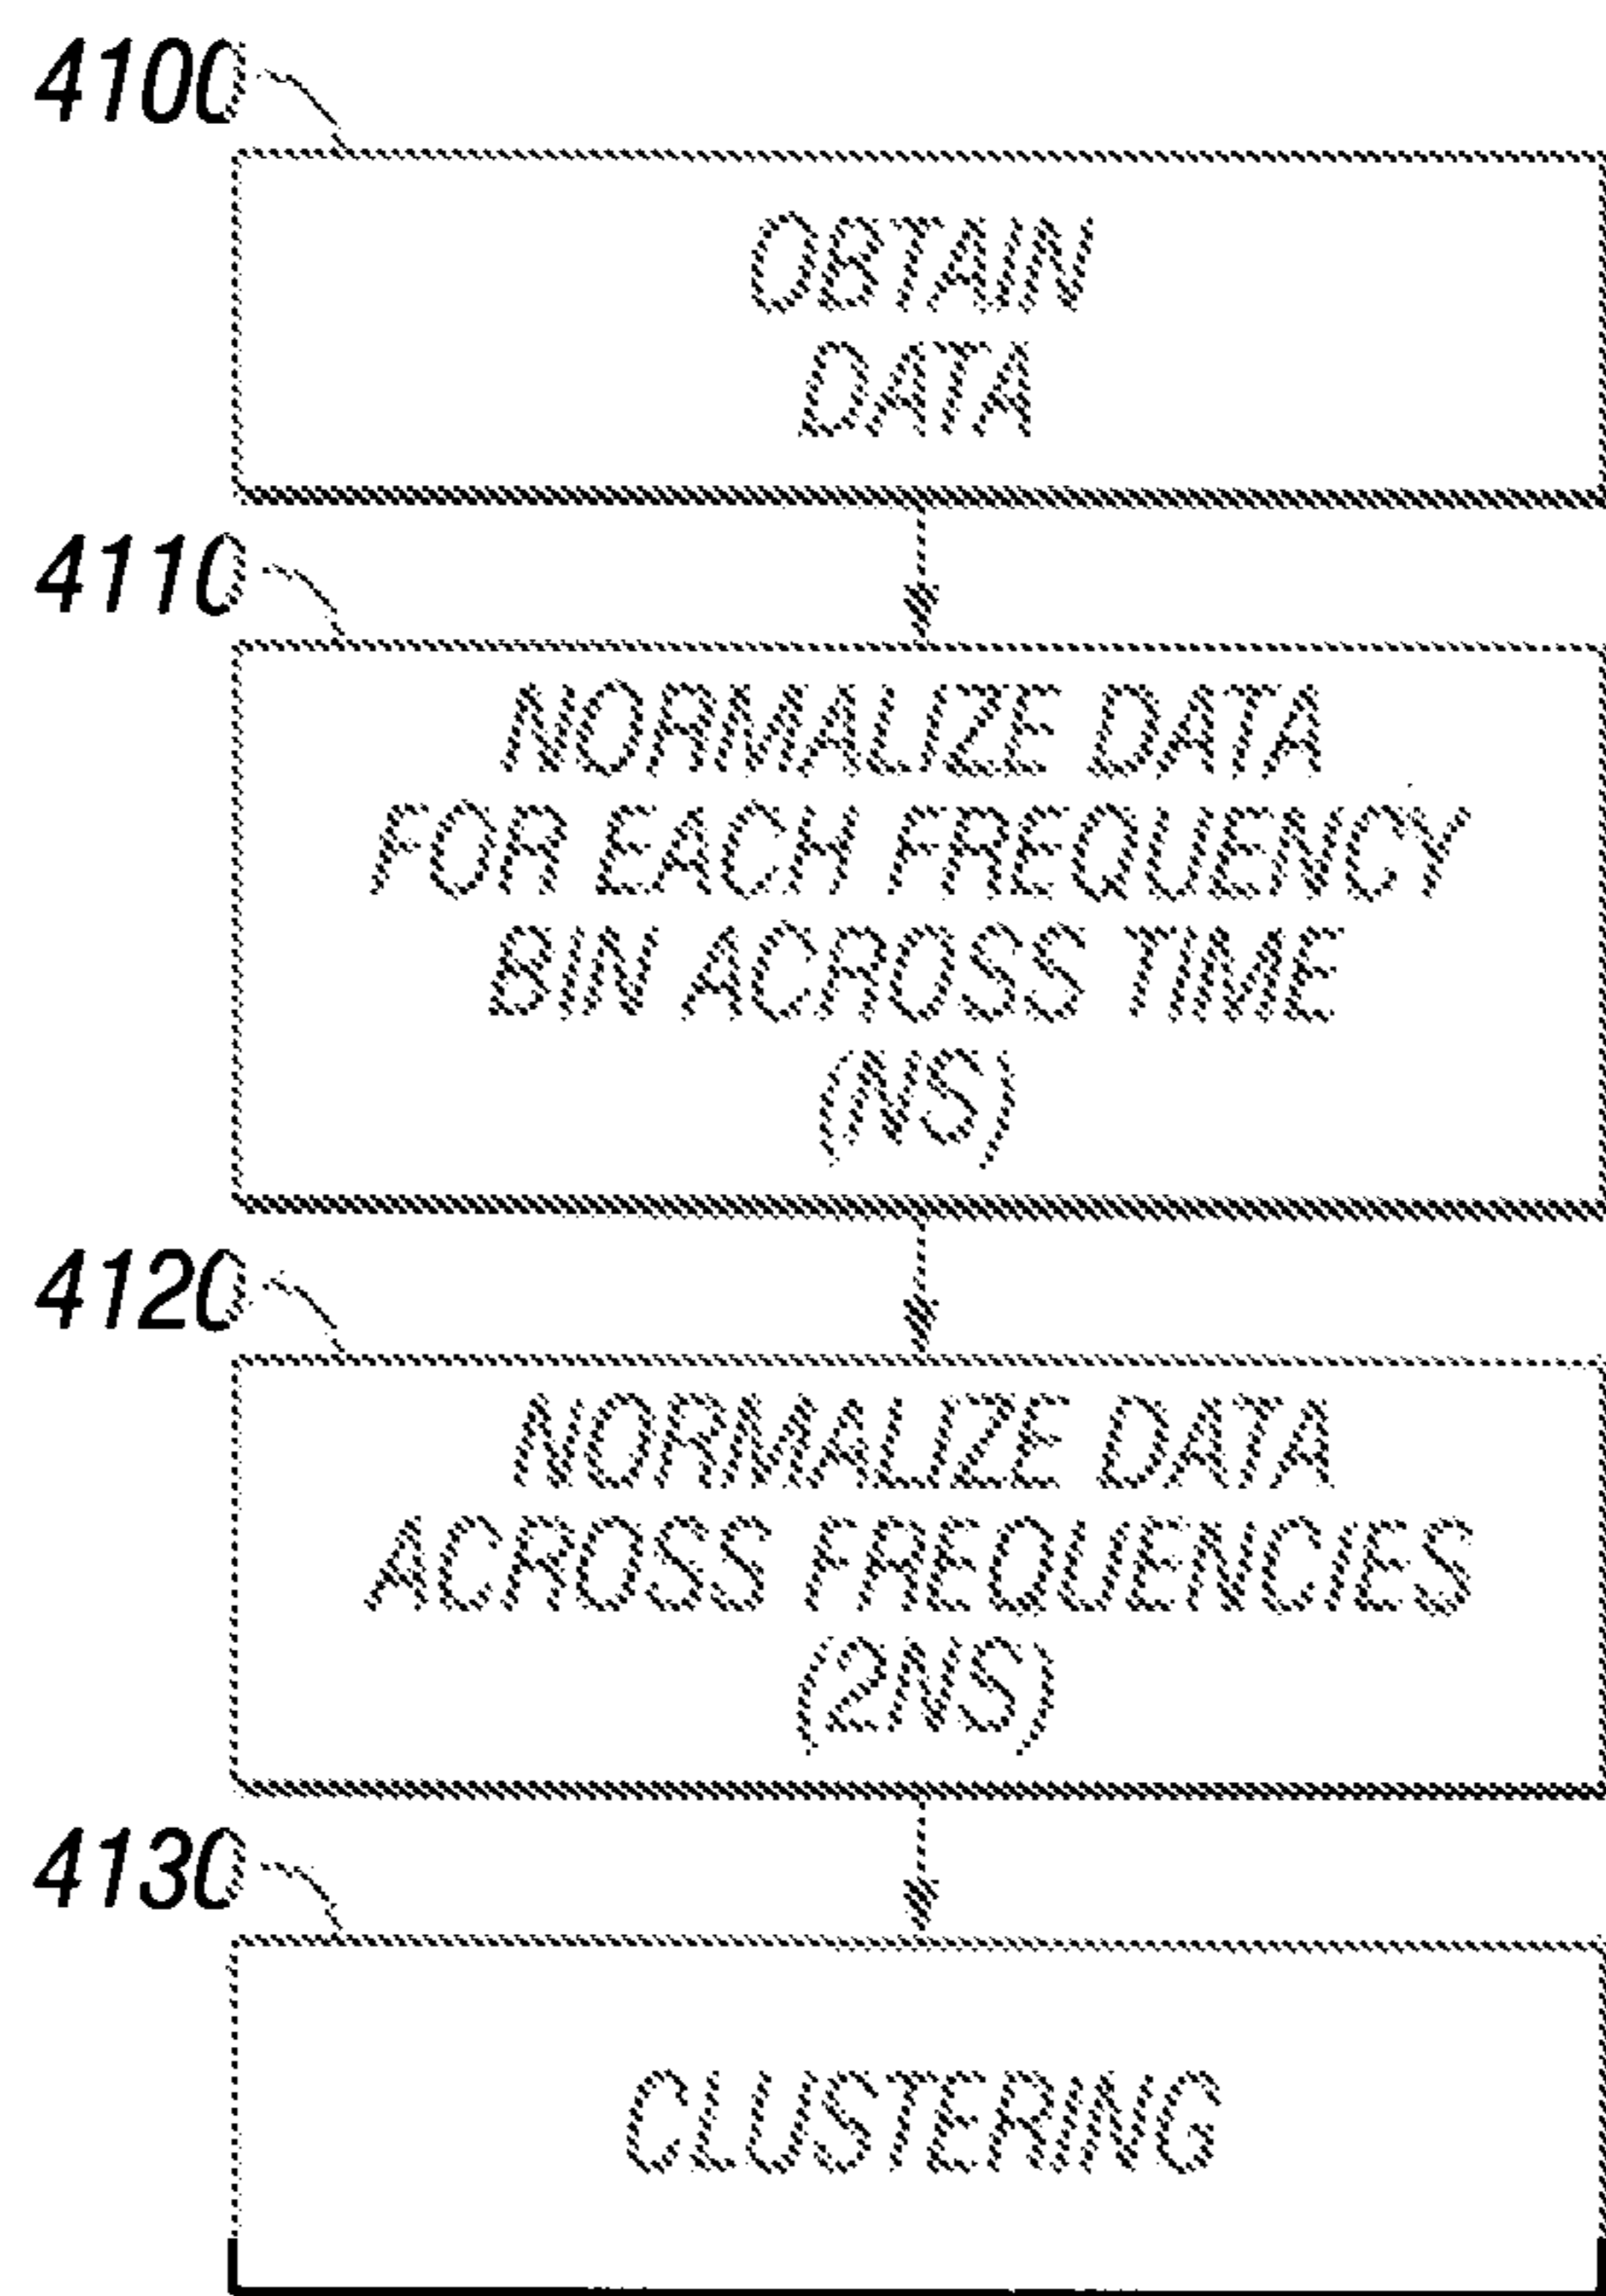 4100
OBTAIN
DATA
4110
NORMALIZE DATA
FOR EACH FREQUENCY
BIN ACROSS TIME
(NS)
4120
NORMALIZE DATA
ACROSS FREQUENCIES
(2NS)
4130
CLUSTERING